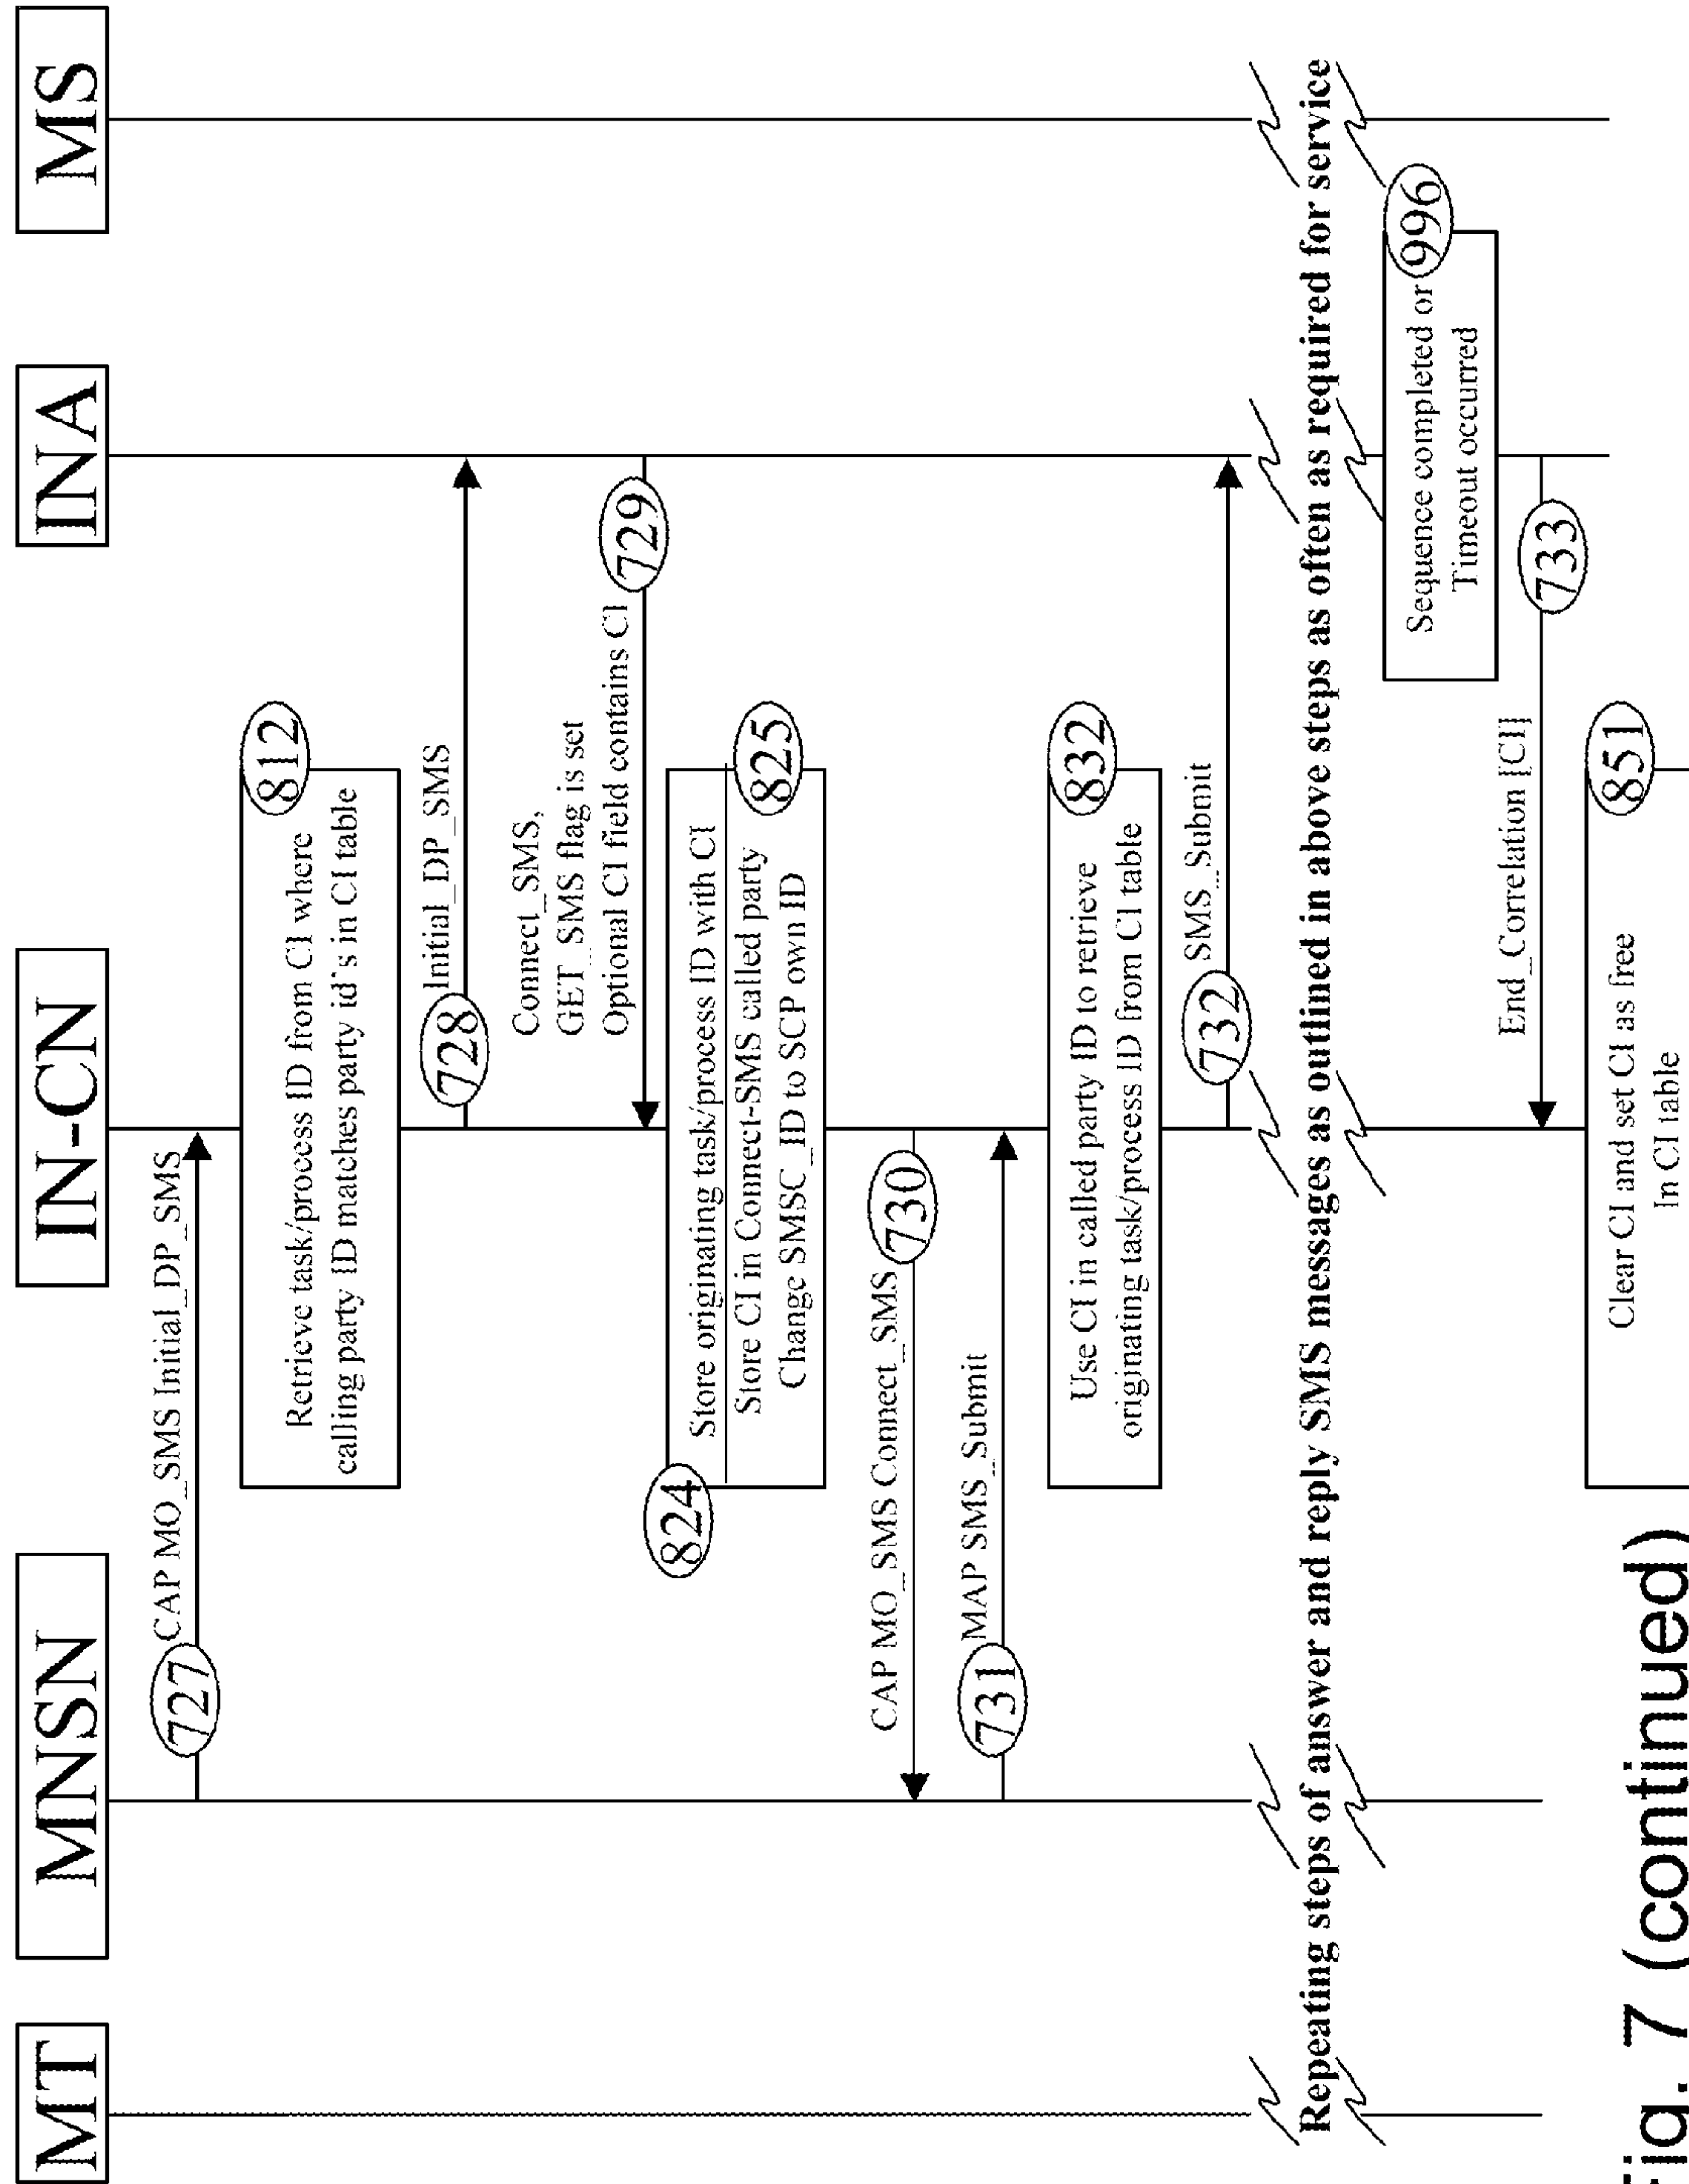 MT
MNSN
IN-CN
INA
MS
727
CAP MO_SMS Initial_DP_SMS
812
Retrieve task/process ID from CI where
calling party ID matches party id's in CI table
728
Initial_DP_SMS
Connect_SMS,
GET_SMS flag is set
Optional CI field contains CI
729
824
Store originating task/process ID with CI
Store CI in Connect-SMS called party
Change SMSC_ID to SCP own ID
825
CAP MO_SMS Connect_SMS
730
731
MAP SMS_Submit
832
Use CI in called party ID to retrieve
originating task/process ID from CI table
732
SMS_Submit
Repeating steps of answer and reply SMS messages as outlined in above steps as often as required for service
996
Sequence completed or
Timeout occurred
End_Correlation [CI]
733
851
Clear CI and set CI as free
In CI table
Fig. 7 (continued)